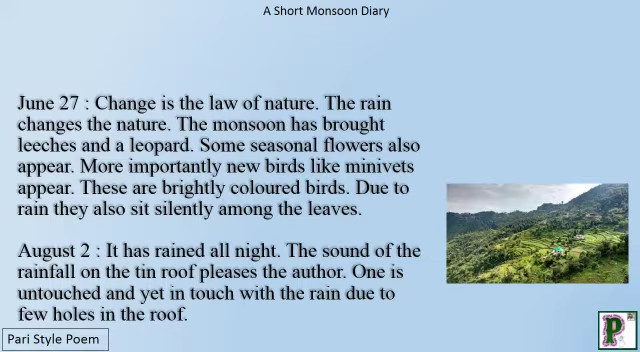 A Short Monsoon Diary
June 27 : Change is the law of nature. The rain
changes the nature. The monsoon has brought
leeches and a leopard. Some seasonal flowers also
appear. More importantly new birds like minivets
appear. These are brightly coloured birds. Due to
rain they also sit silently among the leaves.
August 2 : It has rained all night. The sound of the
rainfall on the tin roof pleases the author. One is
untouched and yet in touch with the rain due to
few holes in the roof.
Pari Style Poem
P